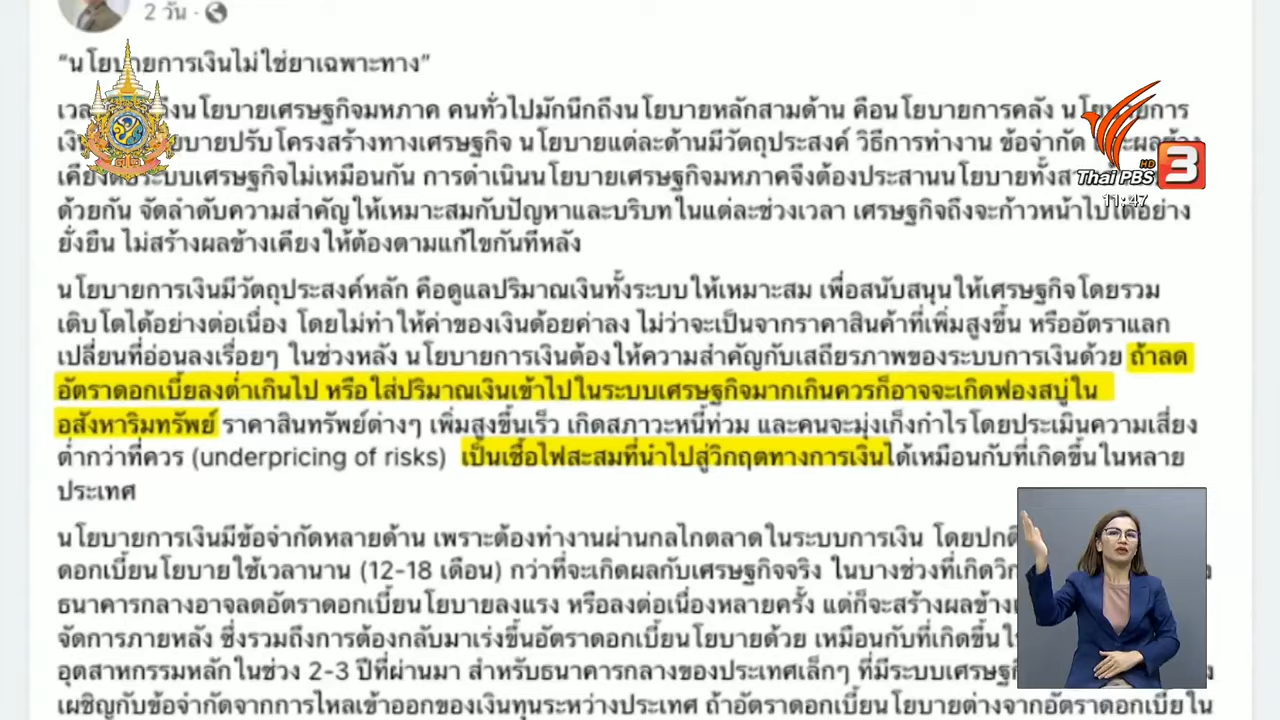 2 วัน ·
"นโยบายการเงินไม่ใช่ยาเฉพาะทาง"
ถึงนโยบายเศรษฐกิจมหภาค คนทั่วไปมักนึกถึงนโยบายหลักสามด้าน คือนโยบายการคลัง นโยบายการ
นโยบายปรับโครงสร้างทางเศรษฐกิจ นโยบายแต่ละด้านมีวัตถุประสงค์ วิธีการทำงาน ข้อจำกัด
เคียงต่อระบบเศรษฐกิจไม่เหมือนกัน การดำเนินนโยบายเศรษฐกิจมหภาคจึงต้องประสานนโยบาย
ด้วยกัน จัดลำดับความสำคัญให้เหมาะสมกับปัญหาและบริบทในแต่ละช่วงเวลา เศรษฐกิจถึงจะก้าวหน้าไปได้อย่าง
ยั่งยืน ไม่สร้างผลข้างเคียงให้ต้องตามแก้ไขกันทีหลัง
นโยบายการเงินมีวัตถุประสงค์หลัก คือดูแลปริมาณเงินทั้งระบบให้เหมาะสม เพื่อสนับสนุนให้เศรษฐกิจโดยรวม
เติบโตได้อย่างต่อเนื่อง โดยไม่ทำให้ค่าของเงินด้อยค่าลง ไม่ว่าจะเป็นจากราคาสินค้าที่เพิ่มสูงขึ้น หรืออัตราแลก
เปลี่ยนที่อ่อนลงเรื่อยๆ ในช่วงหลัง นโยบายการเงินต้องให้ความสำคัญกับเสถียรภาพของระบบการเงินด้วย ถ้าลด
อัตราดอกเบี้ยลงต่ำเกินไป หรือใส่ปริมาณเงินเข้าไปในระบบเศรษฐกิจมากเกินควรก็อาจจะเกิดฟองสบู่ใน
อสังหาริมทรัพย์ ราคาสินทรัพย์ต่างๆ เพิ่มสูงขึ้นเร็ว เกิดสภาวะหนี้ท่วม และคนจะมุ่งเก็งกำไรโดยประเมินความเสี่ยง
ต่ำกว่าที่ควร (underpricing of risks) เป็นเชื้อไฟสะสมที่นำไปสู่วิกฤตทางการเงินได้เหมือนกับที่เกิดขึ้นในหลาย
ประเทศ
นโยบายการเงินมีข้อจำกัดหลายด้าน เพราะต้องทำงานผ่านกลไกตลาดในระบบการเงิน โดยปกติ
ดอกเบี้ยนโยบายใช้เวลานาน (12-18 เดือน) กว่าที่จะเกิดผลกับเศรษฐกิจจริง ในบางช่วงที่เกิด
ธนาคารกลางอาจลดอัตราดอกเบี้ยนโยบายลงแรง หรือลงต่อเนื่องหลายครั้ง แต่ก็จะสร้างผล
จัดการภายหลัง ซึ่งรวมถึงการต้องกลับมาเร่งขึ้นอัตราดอกเบี้ยนโยบายด้วย เหมือนกับที่เกิดขึ้น
อุตสาหกรรมหลักในช่วง 2-3 ปีที่ผ่านมา สำหรับธนาคารกลางของประเทศเล็กๆ ที่มีระบบ
เผชิญกับข้อจำกัดจากการไหลเข้าออกของเงินทุนระหว่างประเทศ ถ้าอัตราดอกเบี้ยนโยบายต่างจากอัตราดอกเบี้ยใน
Thai PBS HD 3
11:47